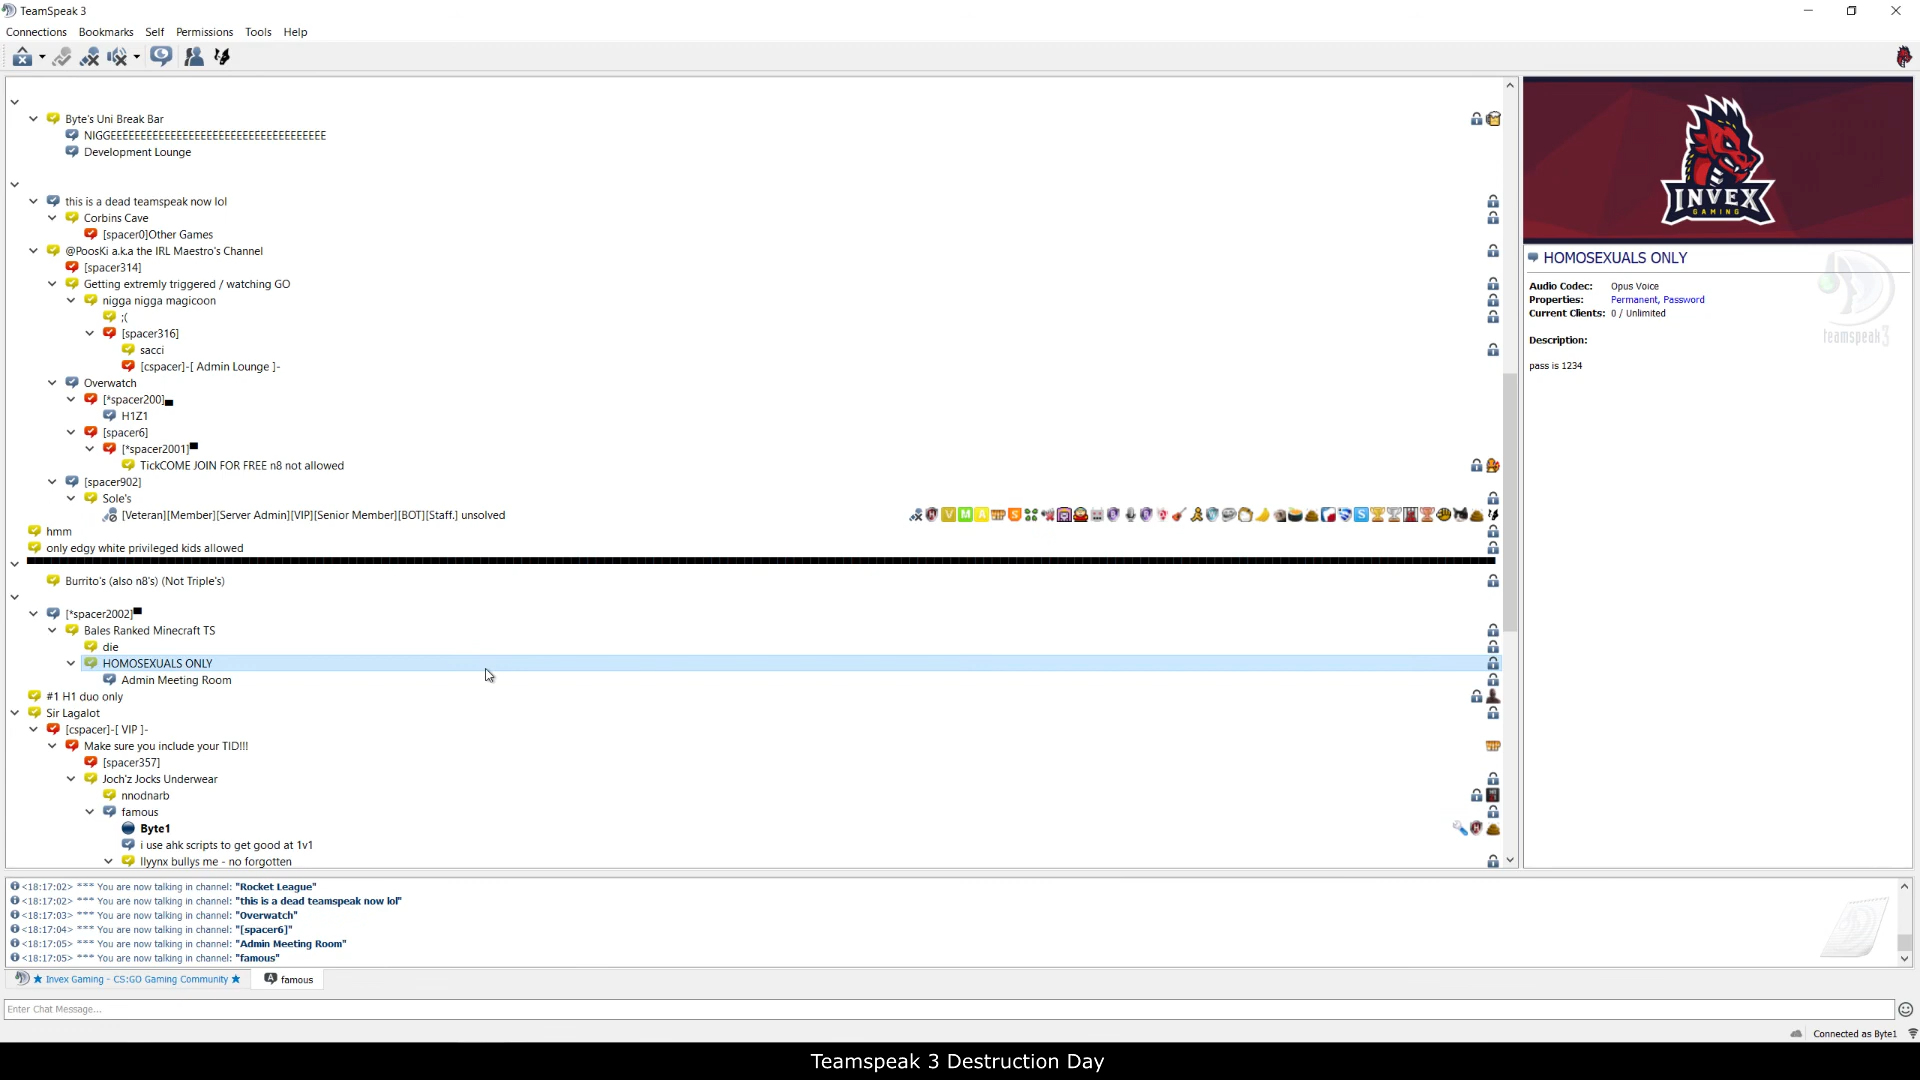 TeamSpeak 3
Connections Bookmarks Self Permissions Tools Help
Byte's Uni Break Bar
NIGGEEEEEEEEEEEEEEEEEEEEEEEEEEEEEEEEEEEE
Development Lounge
this is a dead teamspeak now lol
Corbins Cave
[spacer0]Other Games
@PoosKi a.k.a the IRL Maestro's Channel
[spacer314]
Getting extremly triggered / watching GO
nigga nigga magicoon
;(
[spacer316]
sacci
[cspacer]-[ Admin Lounge ]-
Overwatch
[*spacer200]▄
H1Z1
[spacer6]
[*spacer2001]▀
TickCOME JOIN FOR FREE n8 not allowed
[spacer902]
Sole's
[Veteran][Member][Server Admin][VIP][Senior Member][BOT][Staff.] unsolved
hmm
only edgy white privileged kids allowed
Burrito's (also n8's) (Not Triple's)
[*spacer2002]▀
Bales Ranked Minecraft TS
die
HOMOSEXUALS ONLY
Admin Meeting Room
#1 H1 duo only
Sir Lagalot
[cspacer]-[ VIP ]-
Make sure you include your TID!!!
[spacer357]
Joch'z Jocks Underwear
nnodnarb
famous
Byte1
i use ahk scripts to get good at 1v1
llyynx bullys me - no forgotten
INVEX
GAMING
HOMOSEXUALS ONLY
Audio Codec: Opus Voice
Properties: Permanent, Password
Current Clients: 0 / Unlimited
Description:
pass is 1234
teamspeak3
<18:17:02> *** You are now talking in channel: "Rocket League"
<18:17:02> *** You are now talking in channel: "this is a dead teamspeak now lol"
<18:17:03> *** You are now talking in channel: "Overwatch"
<18:17:04> *** You are now talking in channel: "[spacer6]"
<18:17:05> *** You are now talking in channel: "Admin Meeting Room"
<18:17:05> *** You are now talking in channel: "famous"
★ Invex Gaming - CS:GO Gaming Community ★ famous
Enter Chat Message...
Connected as Byte1
Teamspeak 3 Destruction Day